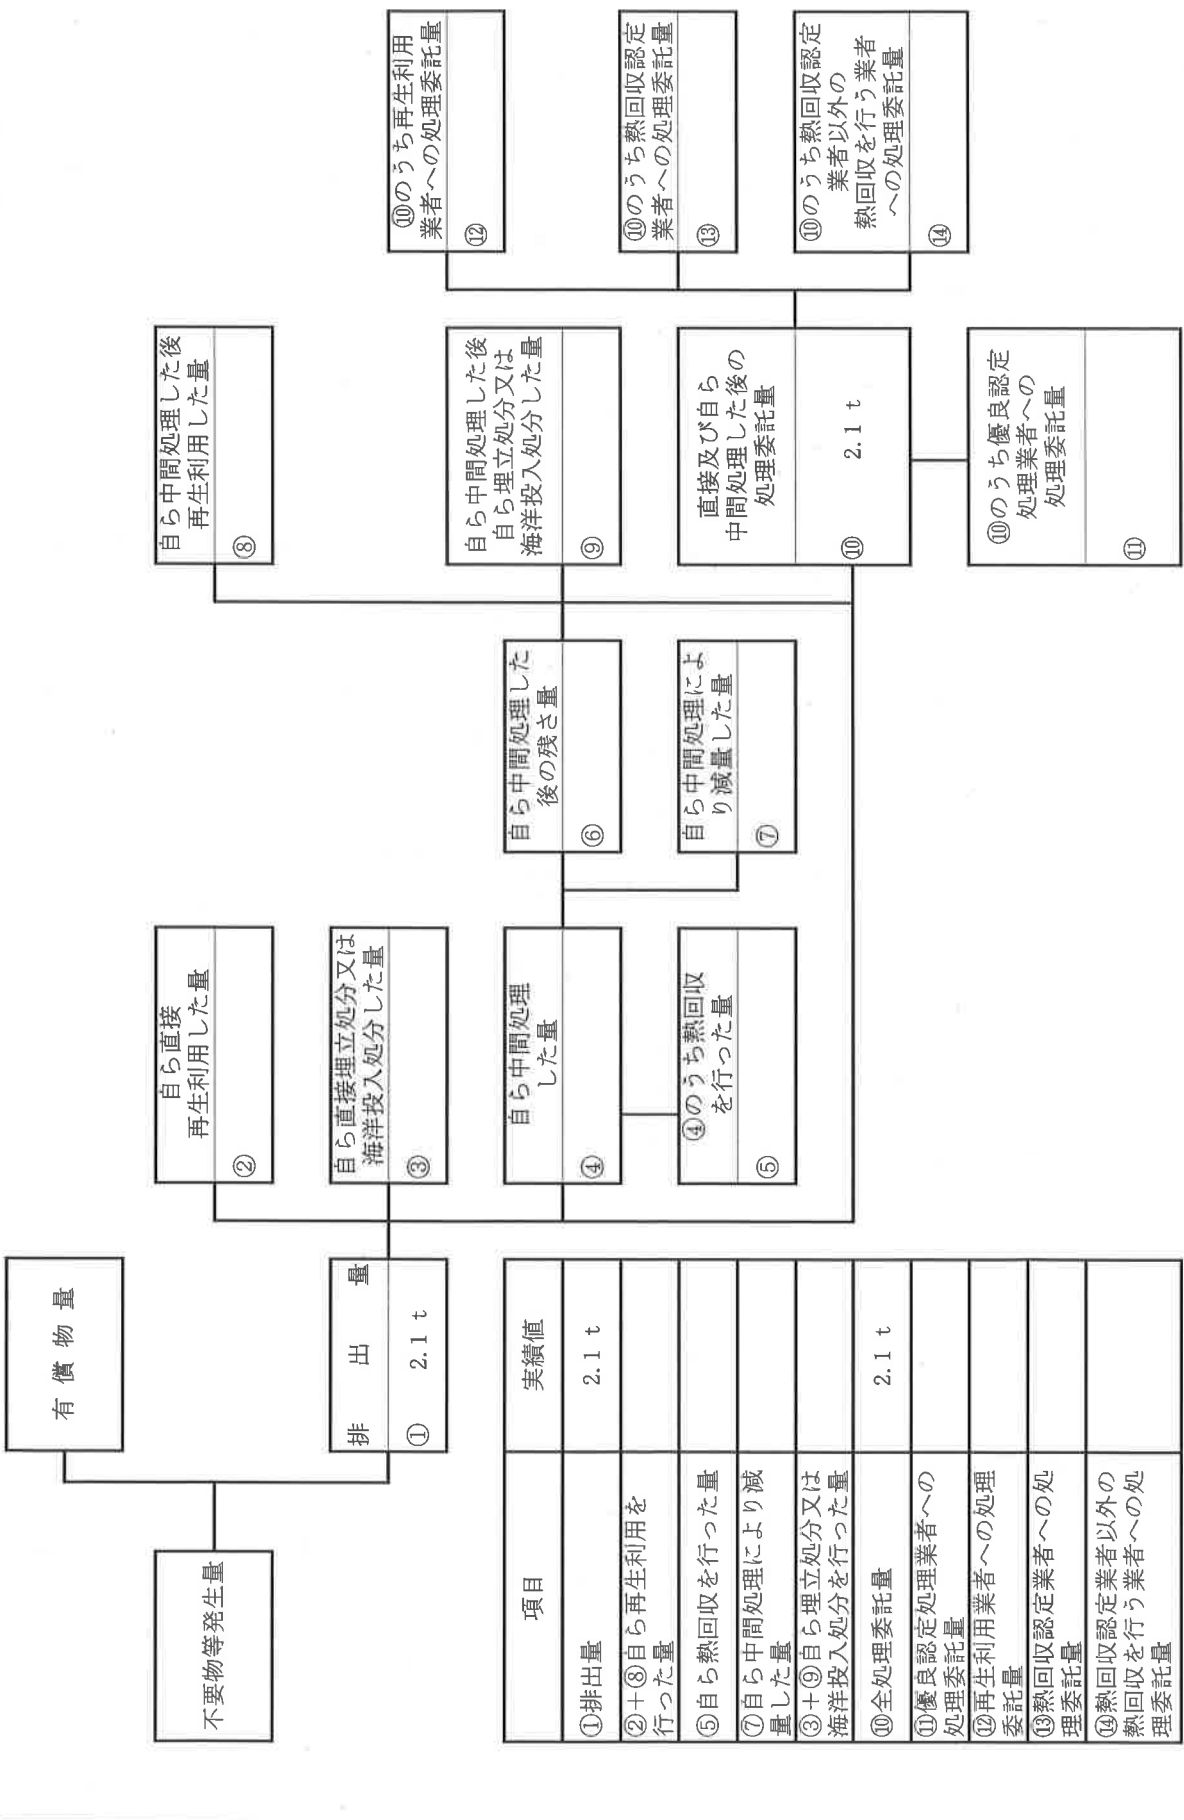 不要物等発生量
有償物量
排出量
① 2.1 t
自ら直接
再生利用した量
②
自ら直接埋立処分又は
海洋投入処分した量
③
自ら中間処理
した量
④
④のうち熱回収
を行った量
⑤
自ら中間処理した
後の残さ量
⑥
自ら中間処理によ
り減量した量
⑦
自ら中間処理した後
再生利用した量
⑧
自ら中間処理した後
自ら埋立処分又は
海洋投入処分した量
⑨
直接及び自ら
中間処理した後の
処理委託量
⑩ 2.1 t
⑩のうち優良認定
処理業者への
処理委託量
⑪
⑩のうち再生利用
業者への処理委託量
⑫
⑩のうち熱回収認定
業者への処理委託量
⑬
⑩のうち熱回収認定
業者以外の
熱回収を行う業者
への処理委託量
⑭
項目 実績値
①排出量 2.1 t
②+⑧自ら再生利用を
行った量
⑤自ら熱回収を行った量
⑦自ら中間処理により減
量した量
③+⑨自ら埋立処分又は
海洋投入処分を行った量
⑩全処理委託量 2.1 t
⑪優良認定処理業者への
処理委託量
⑫再生利用業者への処理
委託量
⑬熱回収認定業者への処
理委託量
⑭熱回収認定業者以外の
熱回収を行う業者への処
理委託量